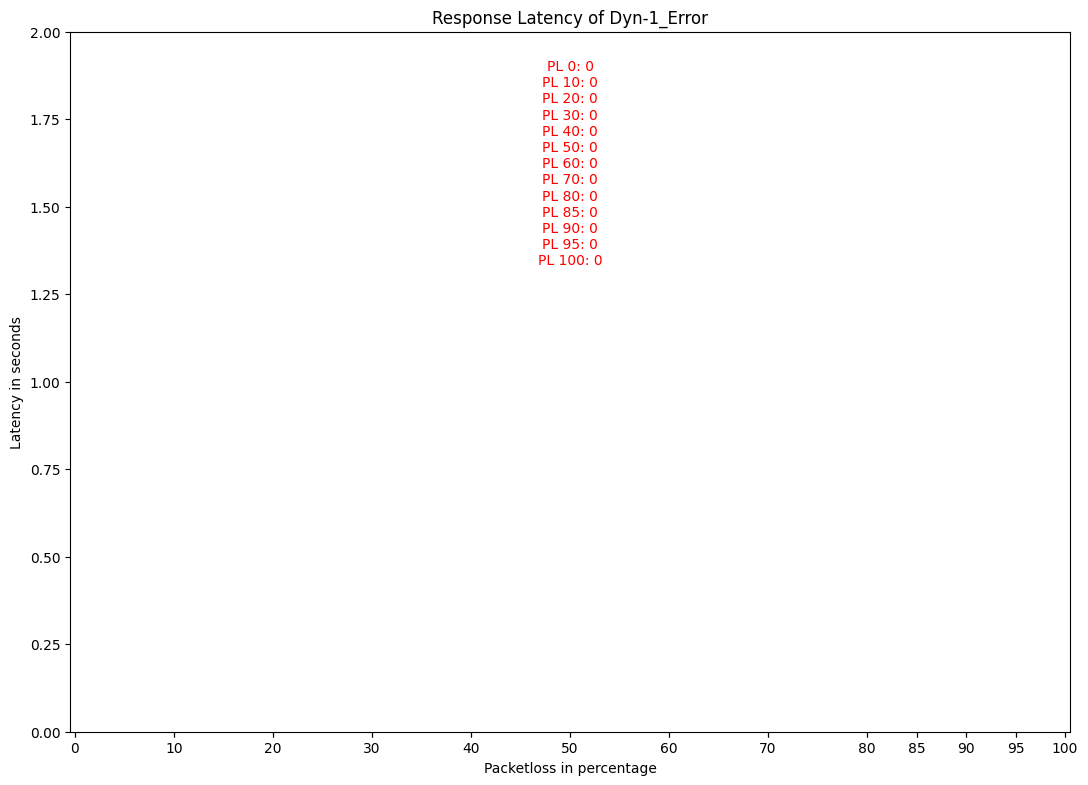 Response Latency of Dyn-1_Error
2.00
1.75
1.50
1.25
1.00
0.75
0.50
0.25
0.00
Latency in seconds
PL 0: 0
PL 10: 0
PL 20: 0
PL 30: 0
PL 40: 0
PL 50: 0
PL 60: 0
PL 70: 0
PL 80: 0
PL 85: 0
PL 90: 0
PL 95: 0
PL 100: 0
0 10 20 30 40 50 60 70 80 85 90 95 100
Packetloss in percentage